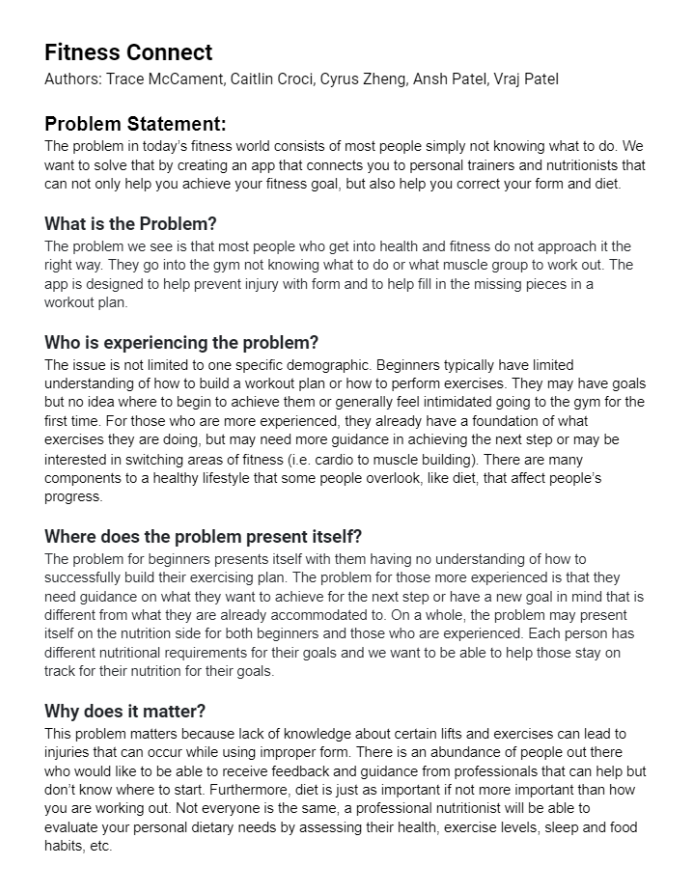 Fitness Connect
Authors: Trace McCament, Caitlin Croci, Cyrus Zheng, Ansh Patel, Vraj Patel
Problem Statement:
The problem in today's fitness world consists of most people simply not knowing what to do. We
want to solve that by creating an app that connects you to personal trainers and nutritionists that
can not only help you achieve your fitness goal, but also help you correct your form and diet.
What is the Problem?
The problem we see is that most people who get into health and fitness do not approach it the
right way. They go into the gym not knowing what to do or what muscle group to work out. The
app is designed to help prevent injury with form and to help fill in the missing pieces in a
workout plan.
Who is experiencing the problem?
The issue is not limited to one specific demographic. Beginners typically have limited
understanding of how to build a workout plan or how to perform exercises. They may have goals
but no idea where to begin to achieve them or generally feel intimidated going to the gym for the
first time. For those who are more experienced, they already have a foundation of what
exercises they are doing, but may need more guidance in achieving the next step or may be
interested in switching areas of fitness (i.e. cardio to muscle building). There are many
components to a healthy lifestyle that some people overlook, like diet, that affect people's
progress.
Where does the problem present itself?
The problem for beginners presents itself with them having no understanding of how to
successfully build their exercising plan. The problem for those more experienced is that they
need guidance on what they want to achieve for the next step or have a new goal in mind that is
different from what they are already accommodated to. On a whole, the problem may present
itself on the nutrition side for both beginners and those who are experienced. Each person has
different nutritional requirements for their goals and we want to be able to help those stay on
track for their nutrition for their goals.
Why does it matter?
This problem matters because lack of knowledge about certain lifts and exercises can lead to
injuries that can occur while using improper form. There is an abundance of people out there
who would like to be able to receive feedback and guidance from professionals that can help but
don't know where to start. Furthermore, diet is just as important if not more important than how
you are working out. Not everyone is the same, a professional nutritionist will be able to
evaluate your personal dietary needs by assessing their health, exercise levels, sleep and food
habits, etc.